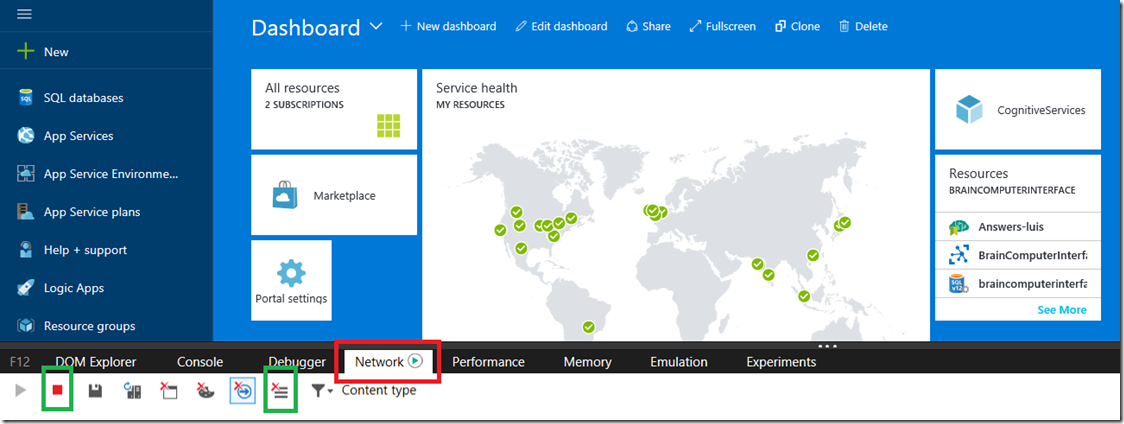 Dashboard
New dashboard
Edit dashboard
Share
Fullscreen
Clone
Delete
New
SQL databases
App Services
App Service Environme...
App Service plans
Help + support
Logic Apps
Resource groups
All resources
2 SUBSCRIPTIONS
Marketplace
Portal settings
Service health
MY RESOURCES
CognitiveServices
Resources
BRAINCOMPUTERINTERFACE
Answers-luis
BrainComputerInterfa
SQL
v12
braincomputerinterfa
See More
F12 DOM Explorer Console Debugger Network Performance Memory Emulation Experiments
Content type